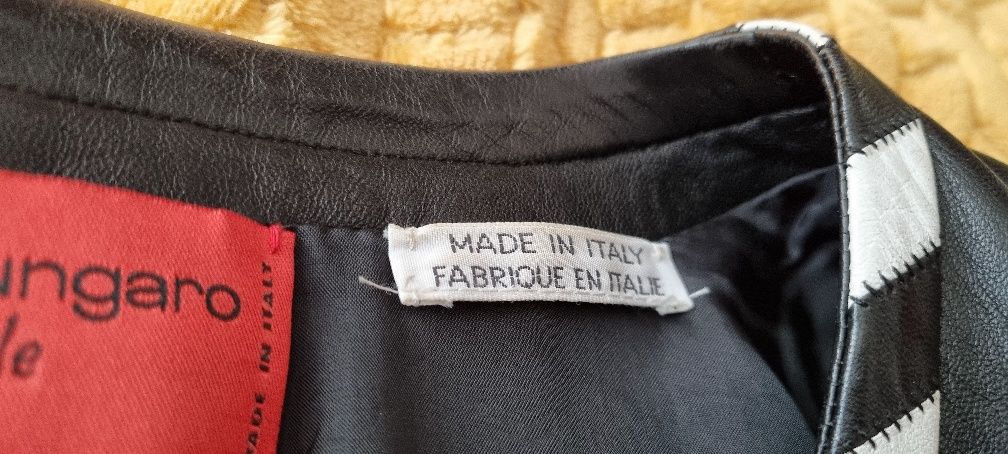 ungaro
le
MADE IN ITALY
MADE IN ITALY
FABRIQUE EN ITALIE